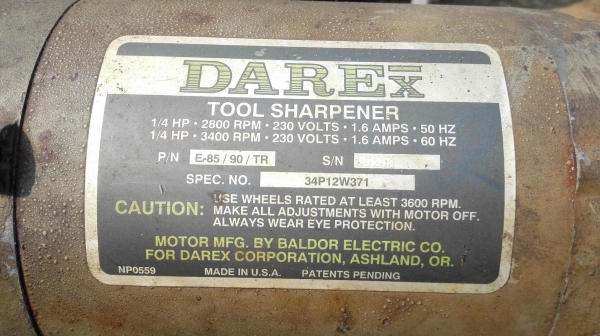 DAREX
TOOL SHARPENER
1/4 HP · 2800 RPM · 230 VOLTS · 1.6 AMPS · 50 HZ
1/4 HP · 3400 RPM · 230 VOLTS · 1.6 AMPS · 60 HZ
P/N E-85 / 90 / TR S/N
SPEC. NO. 34P12W371
CAUTION: USE WHEELS RATED AT LEAST 3600 RPM.
MAKE ALL ADJUSTMENTS WITH MOTOR OFF.
ALWAYS WEAR EYE PROTECTION.
MOTOR MFG. BY BALDOR ELECTRIC CO.
FOR DAREX CORPORATION, ASHLAND, OR.
NP0559 MADE IN U.S.A. PATENTS PENDING